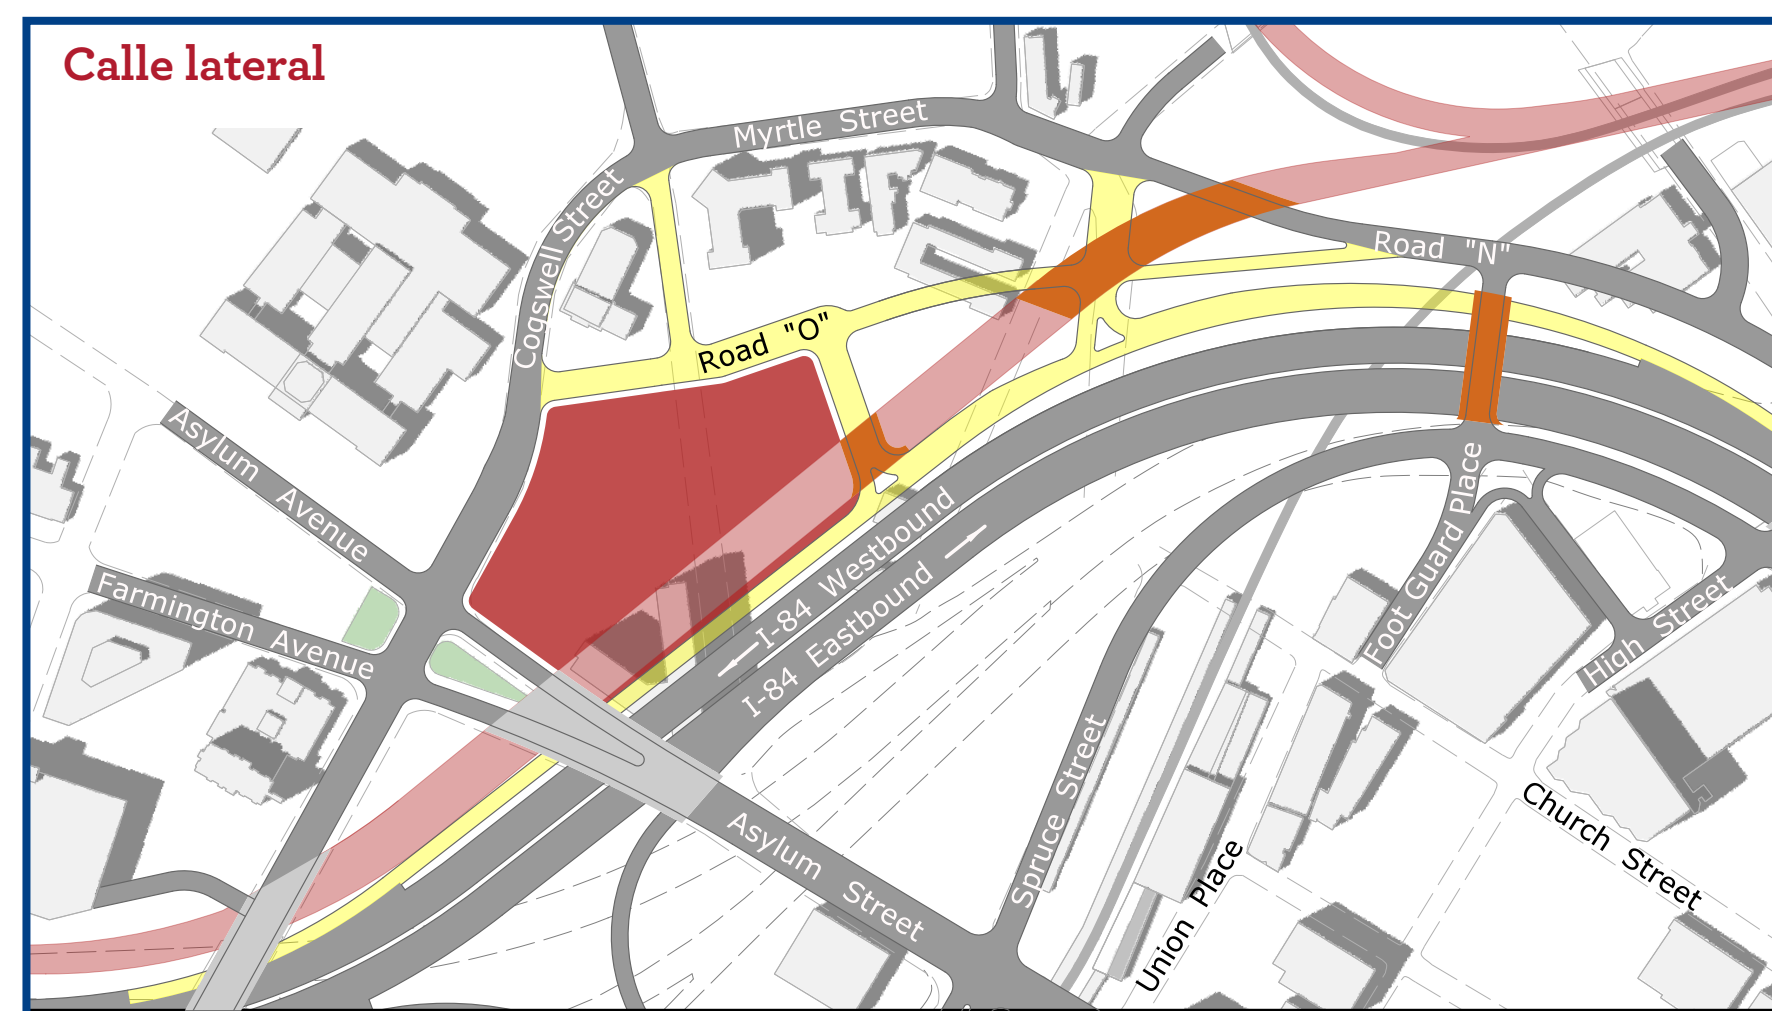 Calle lateral
Myrtle Street
Cogswell Street
Road "N"
Road "O"
Asylum Avenue
Farmington Avenue
I-84 Westbound
I-84 Eastbound
Foot Guard Place
High Street
Spruce Street
Asylum Street
Church Street
Union Place